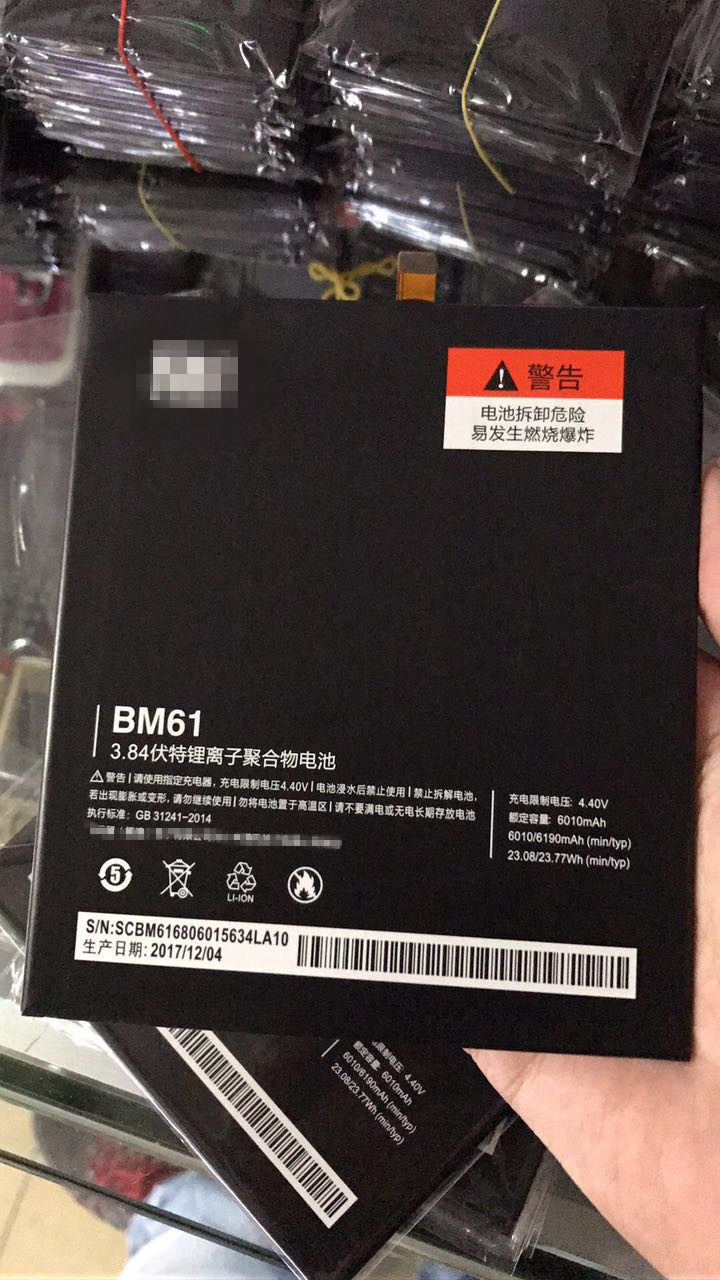 警告
电池拆卸危险
易发生燃烧爆炸
BM61
3.84伏特锂离子聚合物电池
警告 | 请使用指定充电器，充电限制电压4.40V | 电池浸水后禁止使用 | 禁止拆解电池，
若出现膨胀或变形，请勿继续使用 | 勿将电池置于高温区 | 请不要满电或无电长期存放电池
执行标准：GB 31241-2014
充电限制电压: 4.40V
额定容量: 6010mAh
6010/6190mAh (min/typ)
23.08/23.77Wh (min/typ)
5
LI-ION
S/N:SCBM616806015634LA10
生产日期: 2017/12/04
限制电压: 4.40V
额定容量: 6010mAh
6010/6190mAh (min/typ)
23.08/23.77Wh (min/typ)